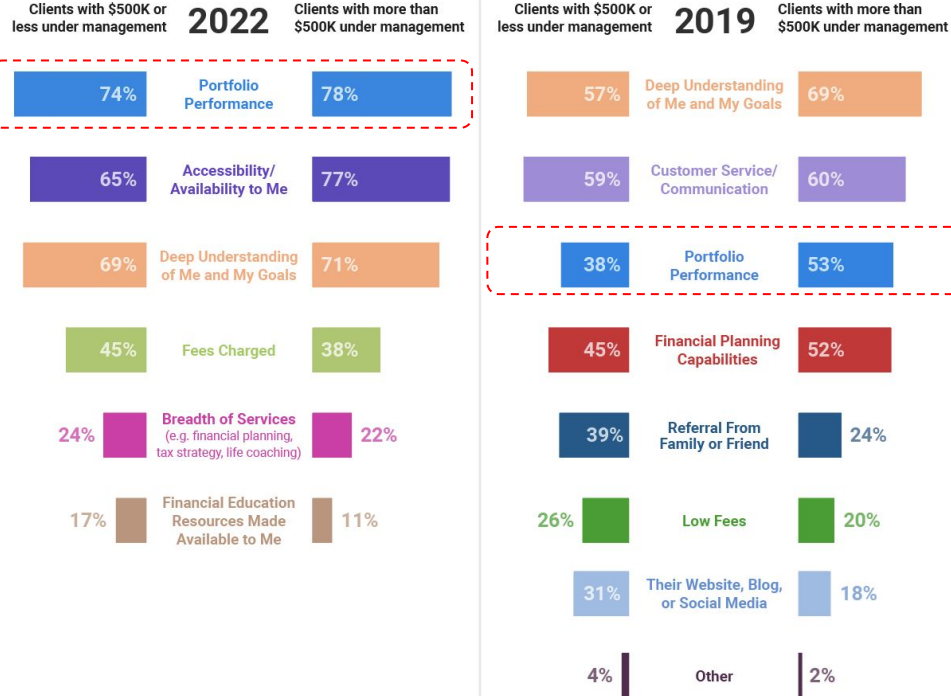 Clients with $500K or
less under management
2022
Clients with more than
$500K under management
74%
Portfolio
Performance
78%
65%
Accessibility/
Availability to Me
77%
69%
Deep Understanding
of Me and My Goals
71%
45%
Fees Charged
38%
24%
Breadth of Services
(e.g. financial planning,
tax strategy, life coaching)
22%
17%
Financial Education
Resources Made
Available to Me
11%
Clients with $500K or
less under management
2019
Clients with more than
$500K under management
57%
Deep Understanding
of Me and My Goals
69%
59%
Customer Service/
Communication
60%
38%
Portfolio
Performance
53%
45%
Financial Planning
Capabilities
52%
39%
Referral From
Family or Friend
24%
26%
Low Fees
20%
31%
Their Website, Blog,
or Social Media
18%
4%
Other
2%